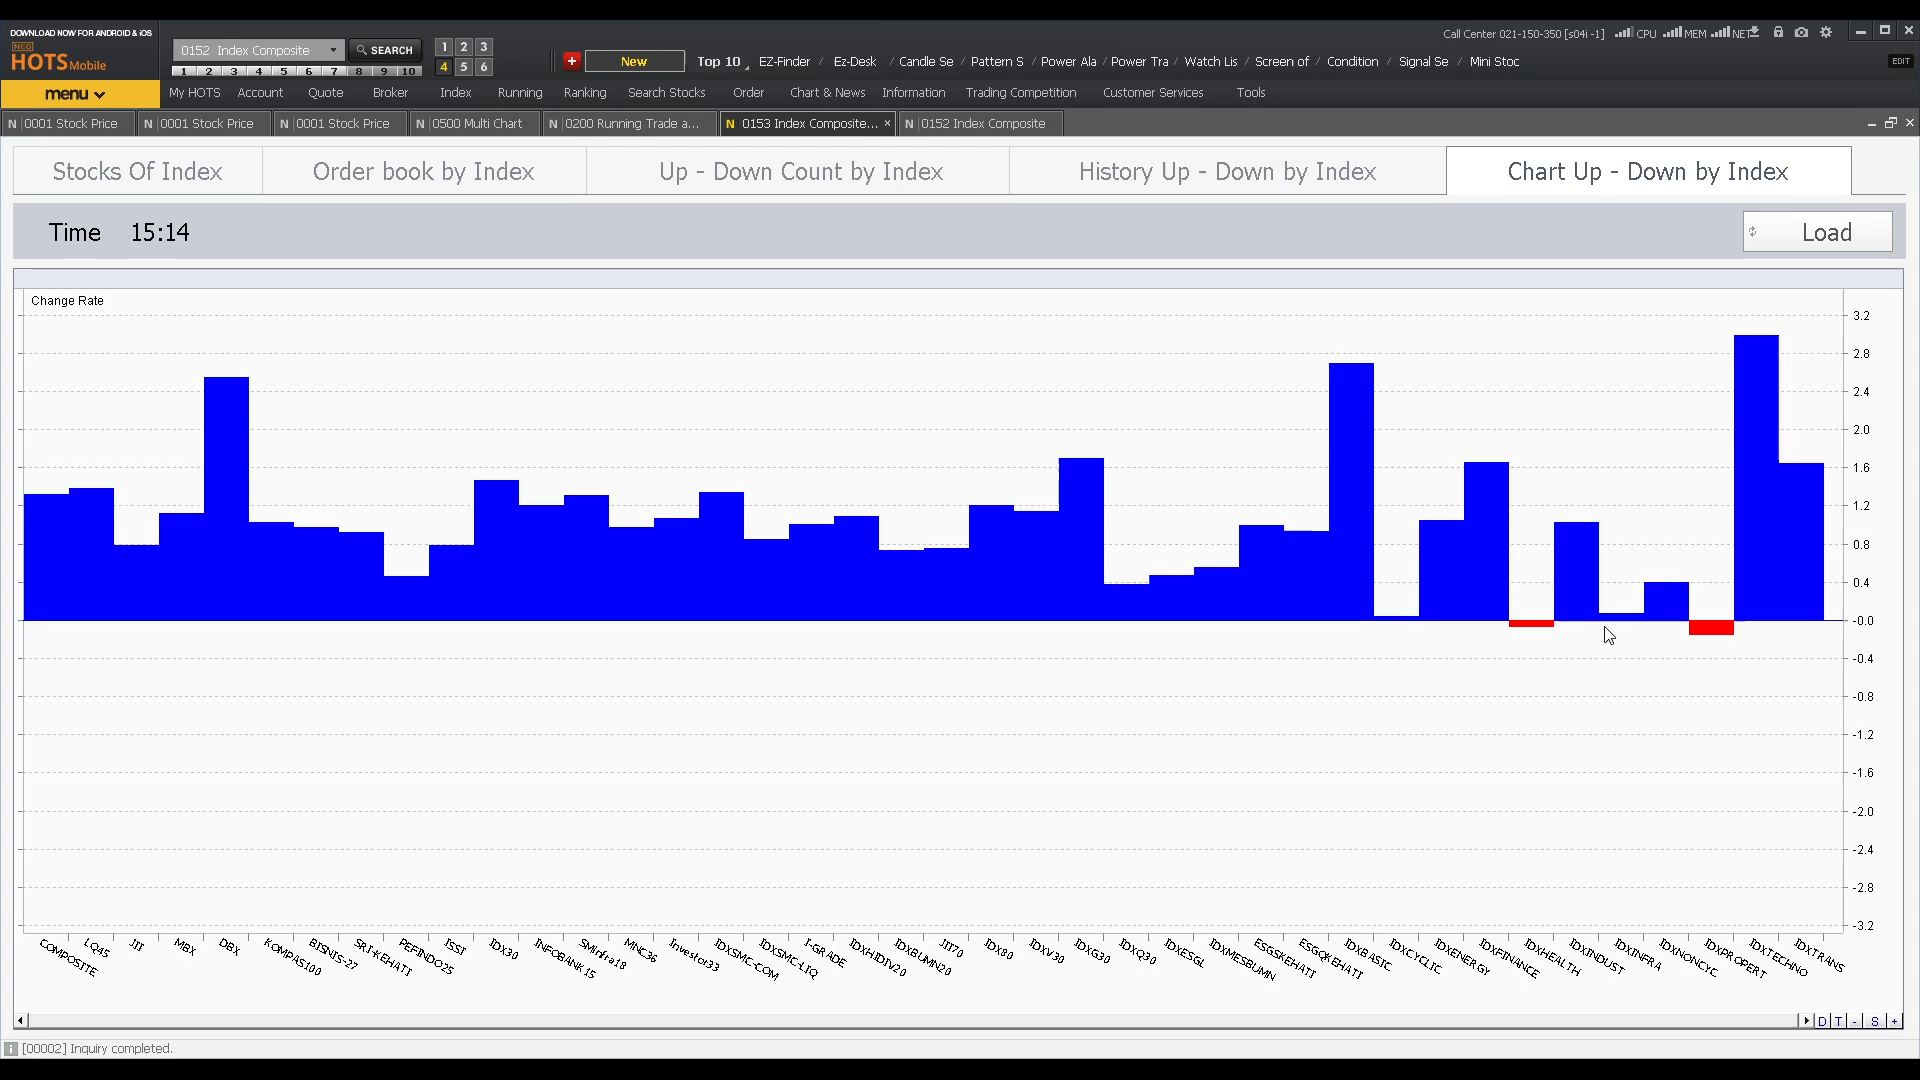 DOWNLOAD NOW FOR ANDROID & iOS
NEO
HOTS Mobile
0152 Index Composite
SEARCH
1 2 3 4 5 6 7 8 9 10
1 2 3
4 5 6
New
Top 10
EZ-Finder / Ez-Desk / Candle Se / Pattern S / Power Ala / Power Tra / Watch Lis / Screen of / Condition / Signal Se / Mini Stoc
Call Center 021-150-350 [s04i -1]
CPU MEM NET
EDIT
menu
My HOTS Account Quote Broker Index Running Ranking Search Stocks Order Chart & News Information Trading Competition Customer Services Tools
N 0001 Stock Price
N 0001 Stock Price
N 0001 Stock Price
N 0500 Multi Chart
N 0200 Running Trade a...
N 0153 Index Composite... ×
N 0152 Index Composite
Stocks Of Index
Order book by Index
Up - Down Count by Index
History Up - Down by Index
Chart Up - Down by Index
Time 15:14
Load
Change Rate
3.2
2.8
2.4
2.0
1.6
1.2
0.8
0.4
-0.0
-0.4
-0.8
-1.2
-1.6
-2.0
-2.4
-2.8
-3.2
COMPOSITE
LQ45
JII
MBX
DBX
KOMPAS100
BISNIS-27
SRI-KEHATI
PEFINDO25
ISSI
IDX30
INFOBANK15
SMinfra18
MNC36
Investor33
IDXSMC-COM
IDXSMC-LIQ
I-GRADE
IDXHIDIV20
IDXBUMN20
JII70
IDX80
IDXV30
IDXG30
IDXQ30
IDXESGL
IDXMESBUMN
ESGSKEHATI
ESGQKEHATI
IDXBASIC
IDXCYCLIC
IDXENERGY
IDXFINANCE
IDXHEALTH
IDXINDUST
IDXINFRA
IDXNONCYC
IDXPROPERT
IDXTECHNO
IDXTRANS
D T - S +
[00002] Inquiry completed.